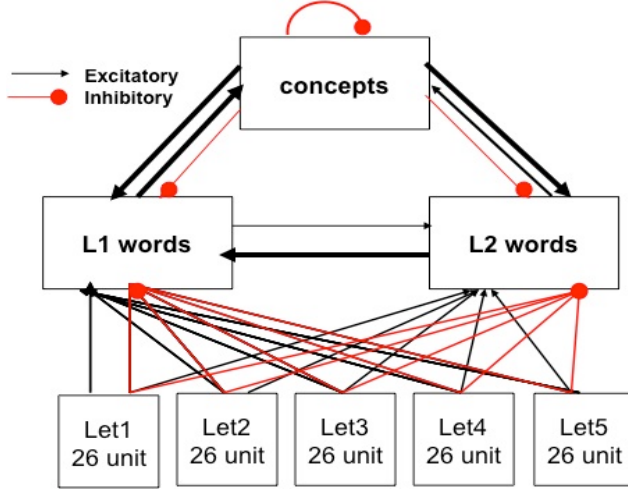 concepts
Excitatory
Inhibitory
L1 words
L2 words
Let1
26 unit
Let2
26 unit
Let3
26 unit
Let4
26 unit
Let5
26 unit